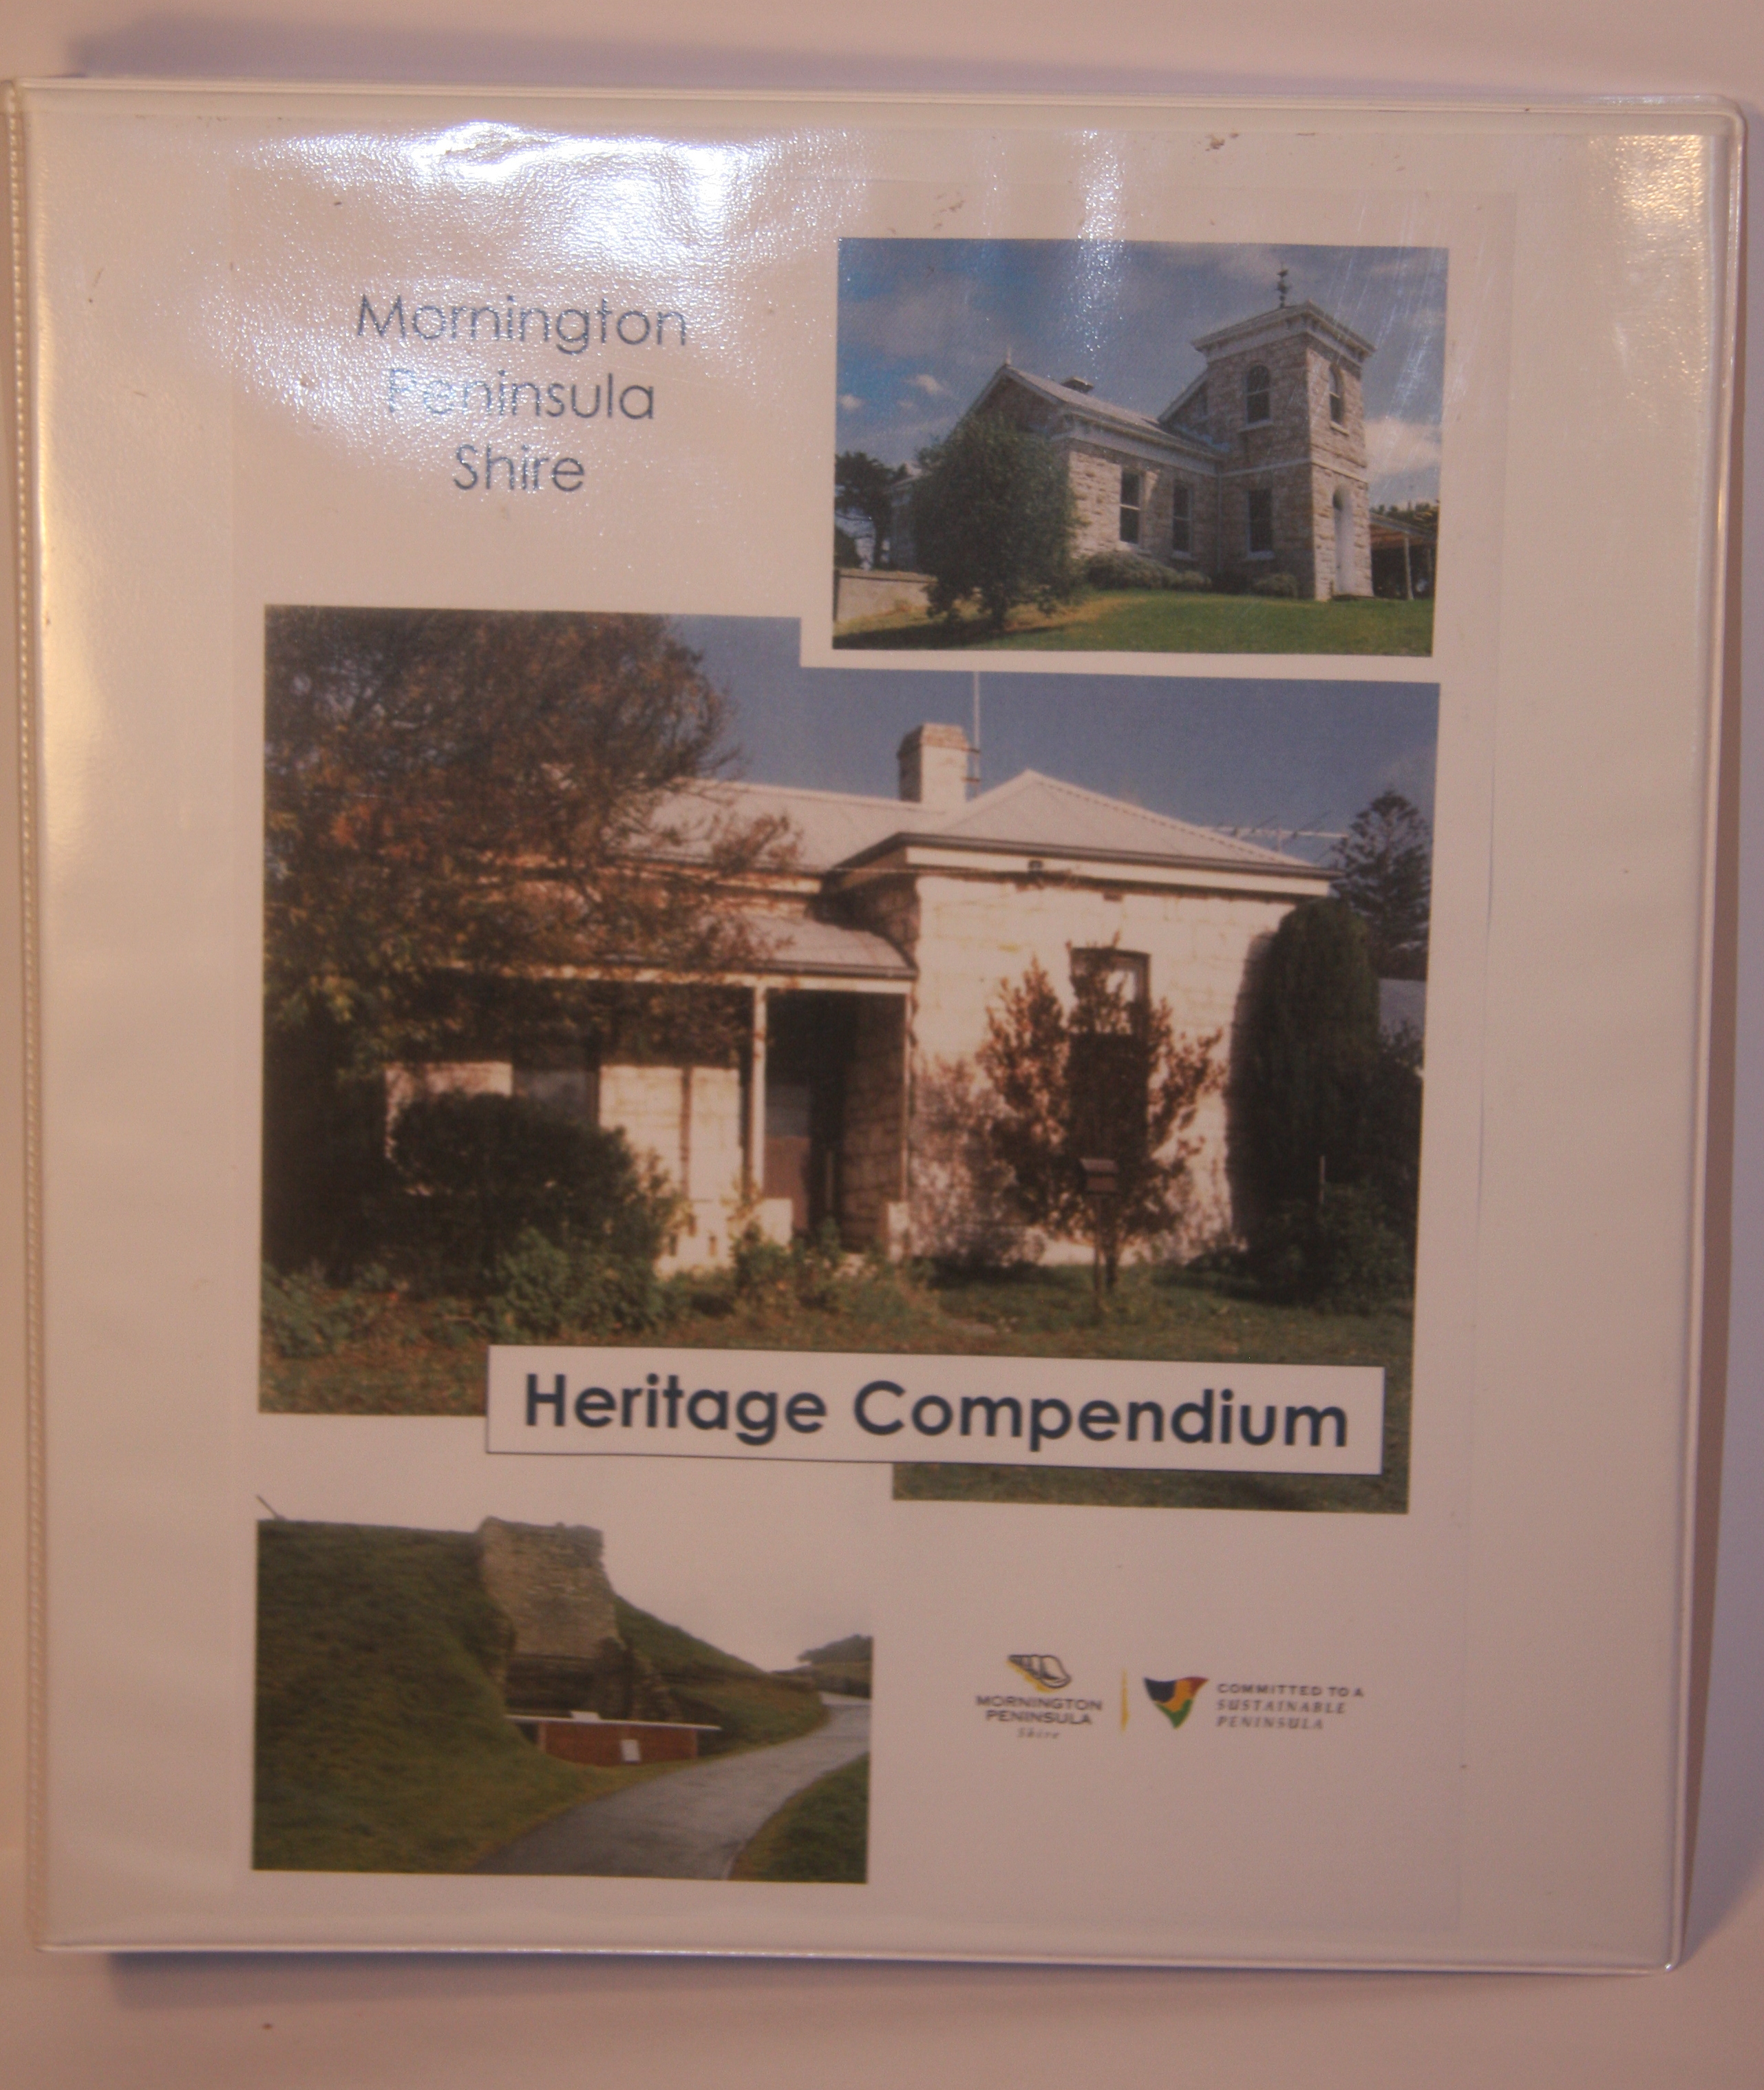 Mornington
Peninsula
Shire
Heritage Compendium
MORNINGTON
PENINSULA
Shire
COMMITTED TO A
SUSTAINABLE
PENINSULA